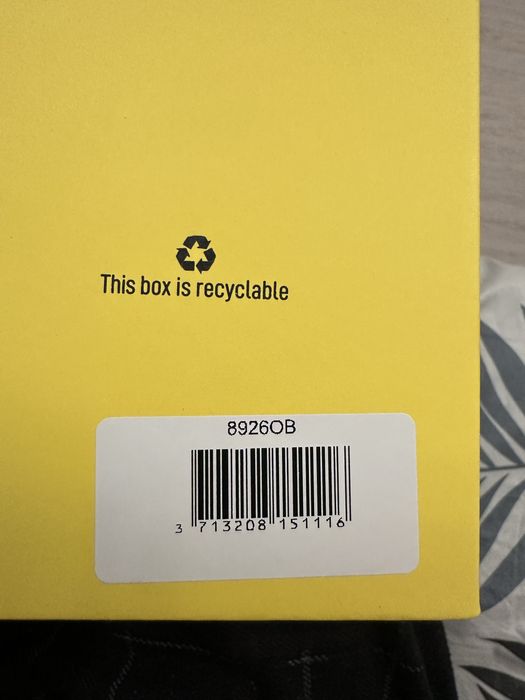 This box is recyclable
8926OB
3 713208 151116